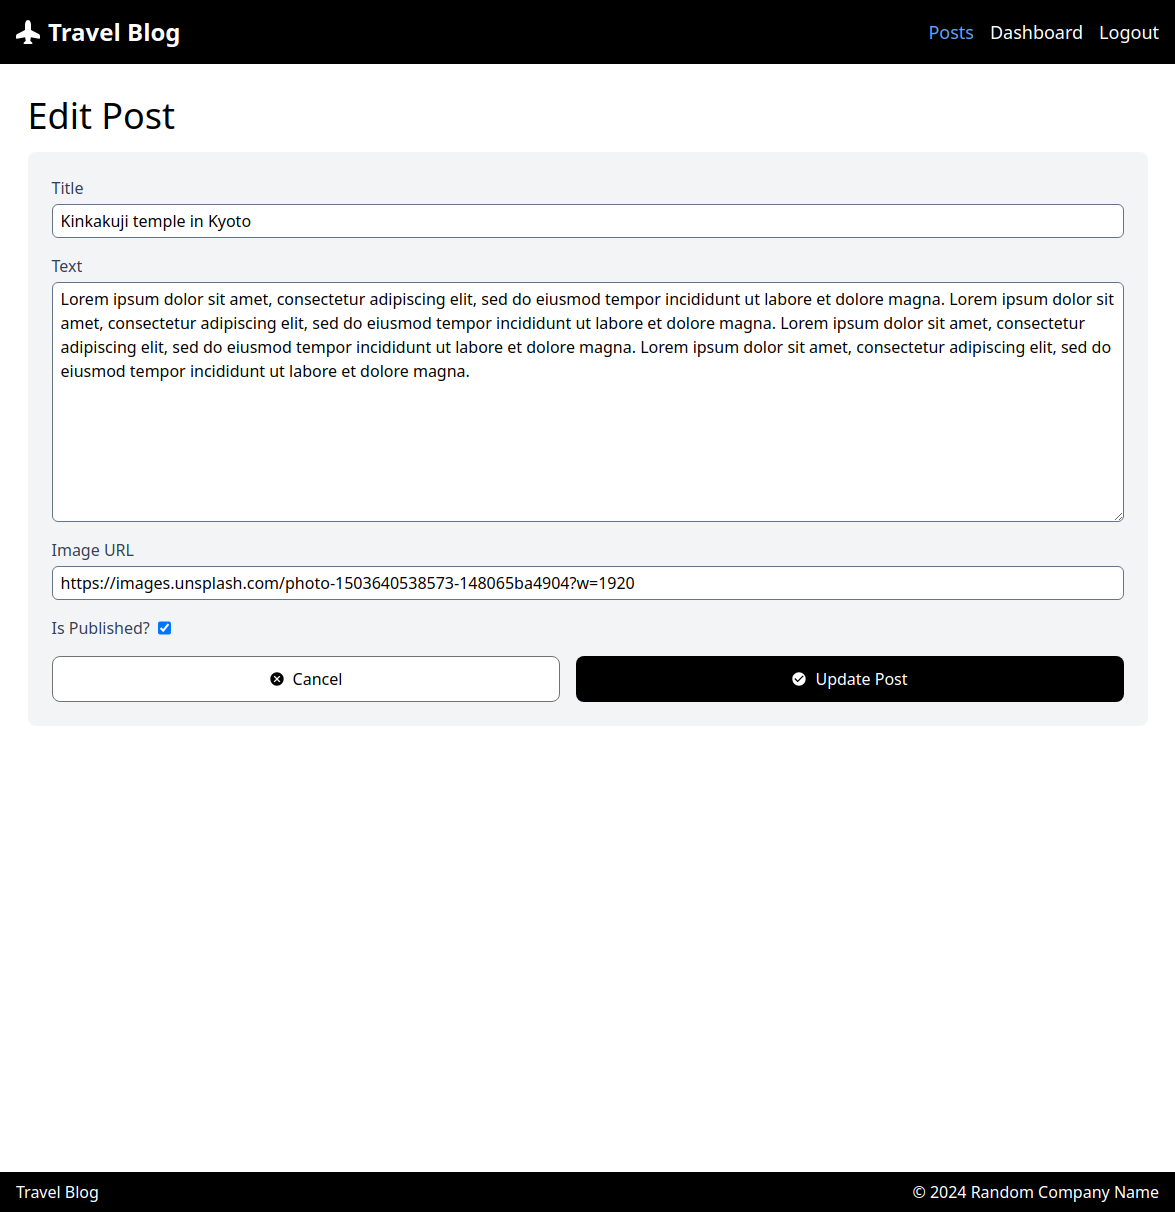 Travel Blog
Posts Dashboard Logout
Edit Post
Title
Kinkakuji temple in Kyoto
Text
Lorem ipsum dolor sit amet, consectetur adipiscing elit, sed do eiusmod tempor incididunt ut labore et dolore magna. Lorem ipsum dolor sit
amet, consectetur adipiscing elit, sed do eiusmod tempor incididunt ut labore et dolore magna. Lorem ipsum dolor sit amet, consectetur
adipiscing elit, sed do eiusmod tempor incididunt ut labore et dolore magna. Lorem ipsum dolor sit amet, consectetur adipiscing elit, sed do
eiusmod tempor incididunt ut labore et dolore magna.
Image URL
https://images.unsplash.com/photo-1503640538573-148065ba4904?w=1920
Is Published?
Cancel
Update Post
Travel Blog
© 2024 Random Company Name